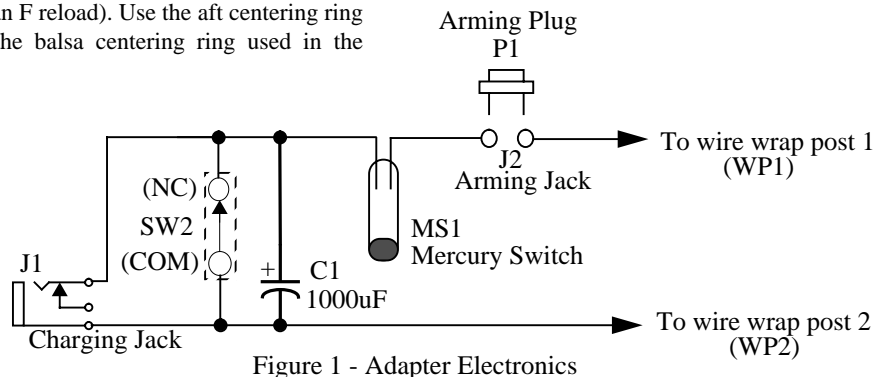 n F reload). Use the aft centering ring
he balsa centering ring used in the
Arming Plug
P1
J2
Arming Jack
To wire wrap post 1
(WP1)
(NC)
SW2
(COM)
MS1
Mercury Switch
J1
+
C1
1000uF
Charging Jack
To wire wrap post 2
(WP2)
Figure 1 - Adapter Electronics